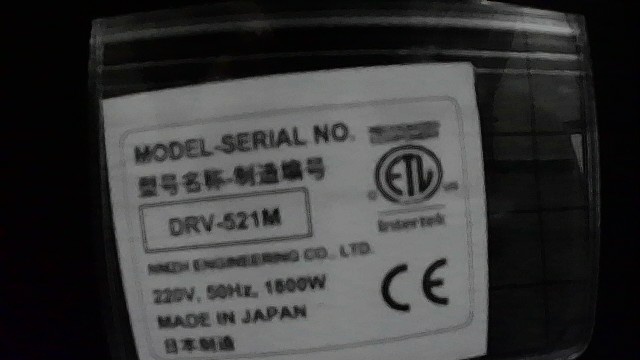 MODEL-SERIAL NO.
型号名称-制造编号
DRV-521M
ENGINEERING CO., LTD.
220V, 50Hz, 1500W
MADE IN JAPAN
日本制造
ETL
Intertek
CE